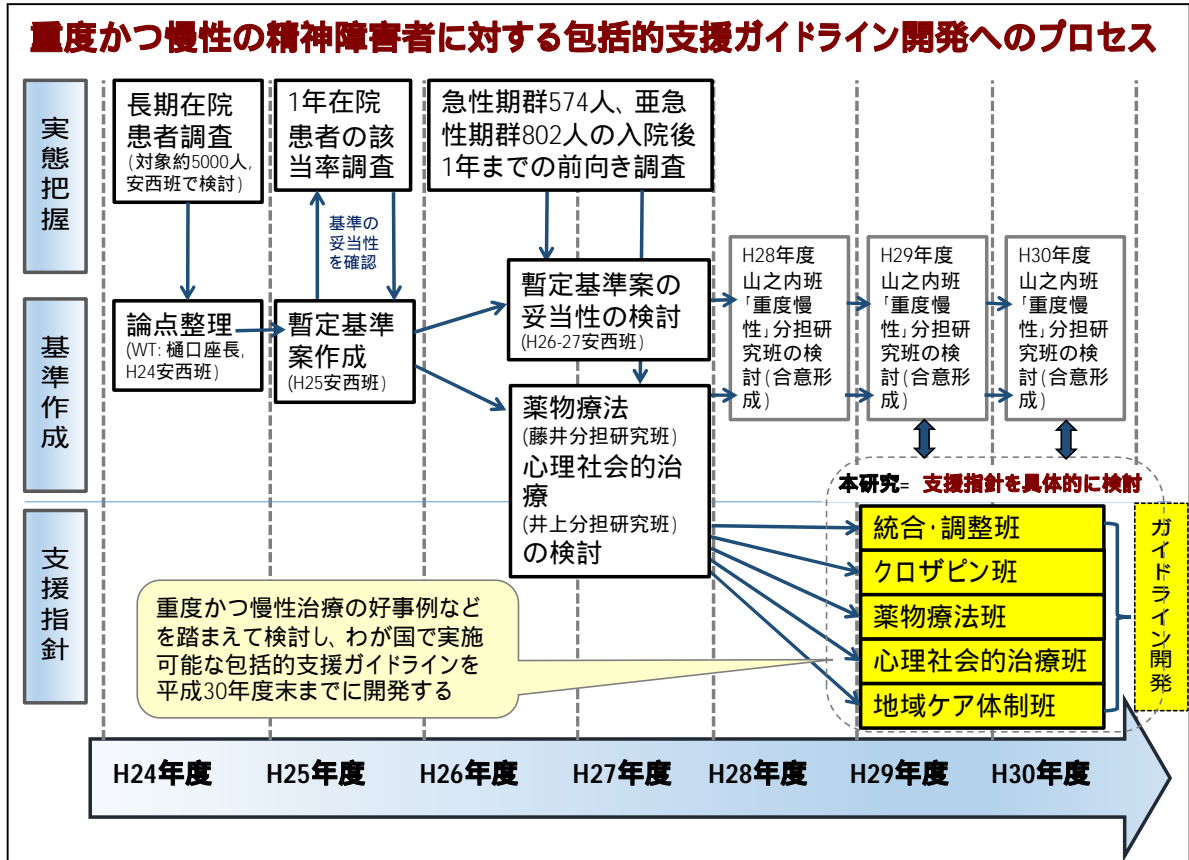 重度かつ慢性の精神障害者に対する包括的支援ガイドライン開発へのプロセス
実態把握
長期在院
患者調査
(対象約5000人,
安西班で検討)
1年在院
患者の該
当率調査
急性期群574人、亜急
性期群802人の入院後
1年までの前向き調査
基準の
妥当性
を確認
基準作成
論点整理
(WT: 樋口座長,
H24安西班)
暫定基準
案作成
(H25安西班)
暫定基準案の
妥当性の検討
(H26-27安西班)
H28年度
山之内班
「重度慢
性」分担研
究班の検
討(合意形
成)
H29年度
山之内班
「重度慢
性」分担研
究班の検
討(合意形
成)
H30年度
山之内班
「重度慢
性」分担研
究班の検
討(合意形
成)
薬物療法
(藤井分担研究班)
心理社会的治
療
(井上分担研究班)
の検討
支援指針
本研究= 支援指針を具体的に検討
統合・調整班
クロザピン班
薬物療法班
心理社会的治療班
地域ケア体制班
ガイドライン開発
重度かつ慢性治療の好事例など
を踏まえて検討し、わが国で実施
可能な包括的支援ガイドラインを
平成30年度末までに開発する
H24年度
H25年度
H26年度
H27年度
H28年度
H29年度
H30年度